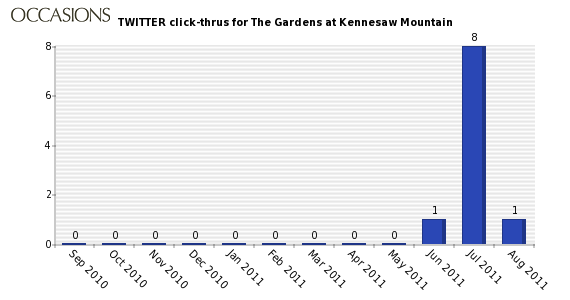 OCCASIONS
TWITTER click-thrus for The Gardens at Kennesaw Mountain
8
6
4
2
0
0 0 0 0 0 0 0 0 0 1 8 1
Sep 2010 Oct 2010 Nov 2010 Dec 2010 Jan 2011 Feb 2011 Mar 2011 Apr 2011 May 2011 Jun 2011 Jul 2011 Aug 2011